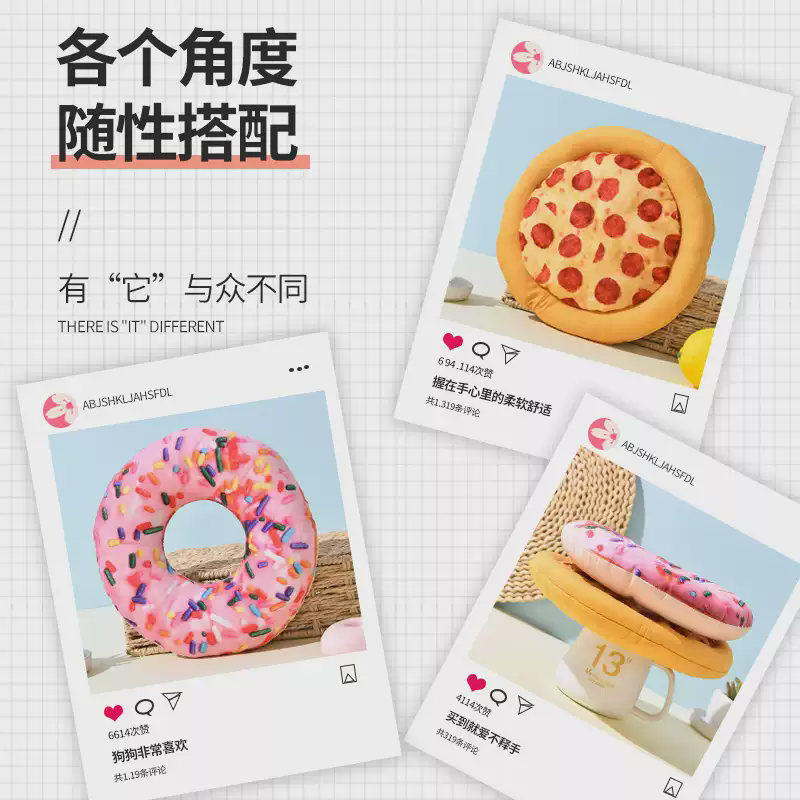 各个角度
随性搭配
//
有“它”与众不同
THERE IS "IT" DIFFERENT
ABJSHKLJAHSFDL
694.114次赞
握在手心里的柔软舒适
共1.319条评论
ABJSHKLJAHSFDL
6614次赞
狗狗非常喜欢
共1.19条评论
ABJSHKLJAHSFDL
13
4114次赞
买到就爱不释手
共319条评论